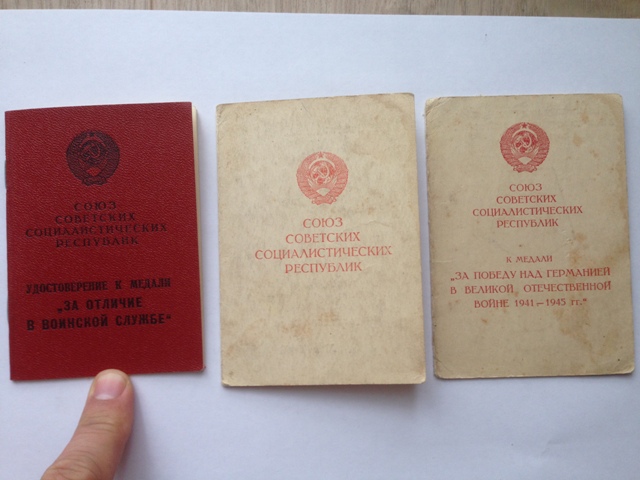 СОЮЗ
СОВЕТСКИХ
СОЦИАЛИСТИЧЕСКИХ
РЕСПУБЛИК
УДОСТОВЕРЕНИЕ К МЕДАЛИ
„ЗА ОТЛИЧИЕ
В ВОИНСКОЙ СЛУЖБЕ"
СОЮЗ
СОВЕТСКИХ
СОЦИАЛИСТИЧЕСКИХ
РЕСПУБЛИК
СОЮЗ
СОВЕТСКИХ
СОЦИАЛИСТИЧЕСКИХ
РЕСПУБЛИК
К МЕДАЛИ
„ЗА ПОБЕДУ НАД ГЕРМАНИЕЙ
В ВЕЛИКОЙ ОТЕЧЕСТВЕННОЙ
ВОЙНЕ 1941—1945 гг."